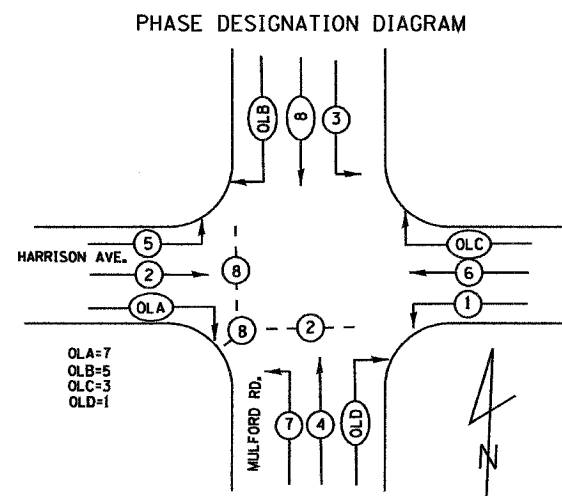 PHASE DESIGNATION DIAGRAM
OLB
8
3
5
HARRISON AVE.
2
OLA
8
8
2
OLC
6
1
OLA=7
OLB=5
OLC=3
OLD=1
MULFORD RD.
7
4
OLD
N